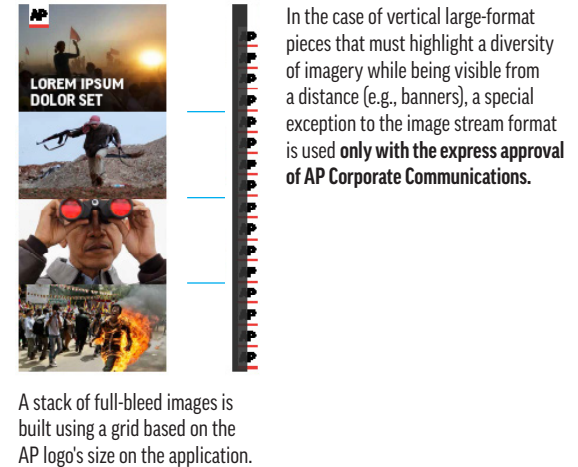 AP
LOREM IPSUM
DOLOR SET
In the case of vertical large-format
pieces that must highlight a diversity
of imagery while being visible from
a distance (e.g., banners), a special
exception to the image stream format
is used only with the express approval
of AP Corporate Communications.
A stack of full-bleed images is
built using a grid based on the
AP logo's size on the application.